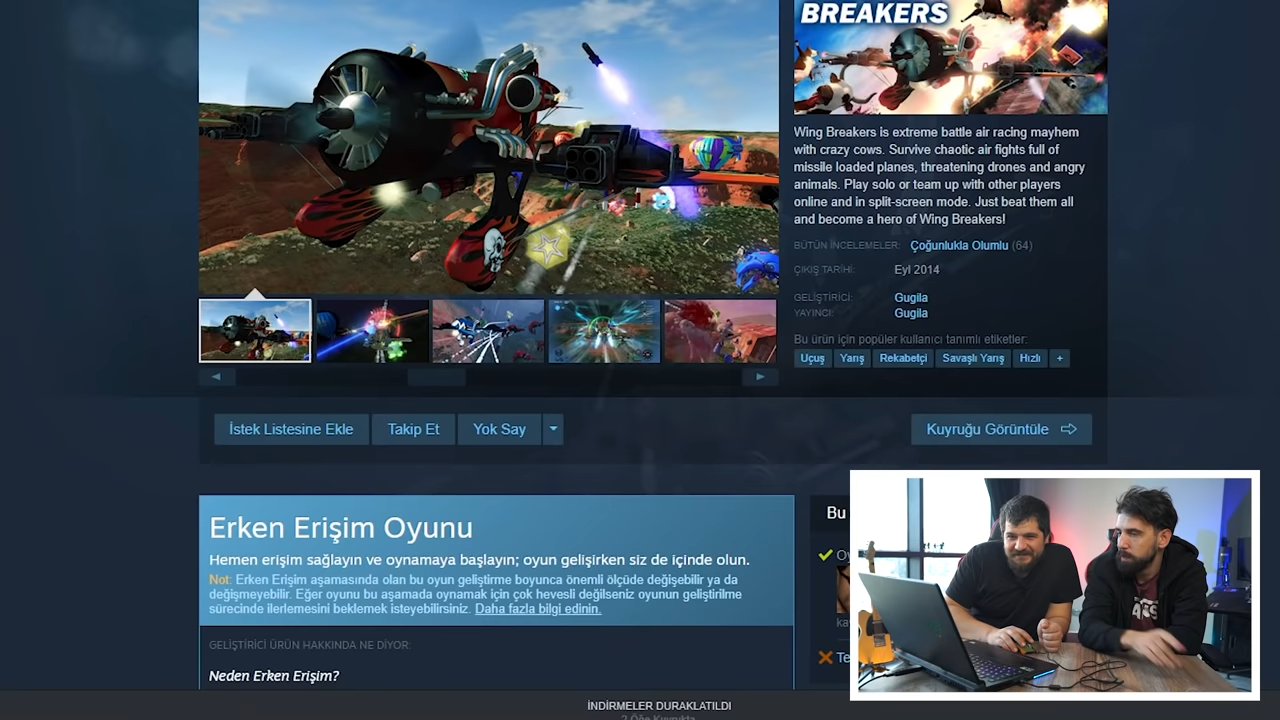 BREAKERS
Wing Breakers is extreme battle air racing mayhem
with crazy cows. Survive chaotic air fights full of
missile loaded planes, threatening drones and angry
animals. Play solo or team up with other players
online and in split-screen mode. Just beat them all
and become a hero of Wing Breakers!
BÜTÜN İNCELEMELER: Çoğunlukla Olumlu (64)
ÇIKIŞ TARİHİ: Eyl 2014
GELİŞTİRİCİ: Gugila
YAYINCI: Gugila
Bu ürün için popüler kullanıcı tanımlı etiketler:
Uçuş Yarış Rekabetçi Savaşlı Yarış Hızlı +
İstek Listesine Ekle Takip Et Yok Say Kuyruğu Görüntüle
Erken Erişim Oyunu
Hemen erişim sağlayın ve oynamaya başlayın; oyun gelişirken siz de içinde olun.
Not: Erken Erişim aşamasında olan bu oyun geliştirme boyunca önemli ölçüde değişebilir ya da
değişmeyebilir. Eğer oyunu bu aşamada oynamak için çok hevesli değilseniz oyunun geliştirilme
sürecinde ilerlemesini beklemek isteyebilirsiniz. Daha fazla bilgi edinin.
GELİŞTİRİCİ ÜRÜN HAKKINDA NE DİYOR:
Neden Erken Erişim?
Bu
İNDİRMELER DURAKLATILDI
2 Öğe Kuyrukta